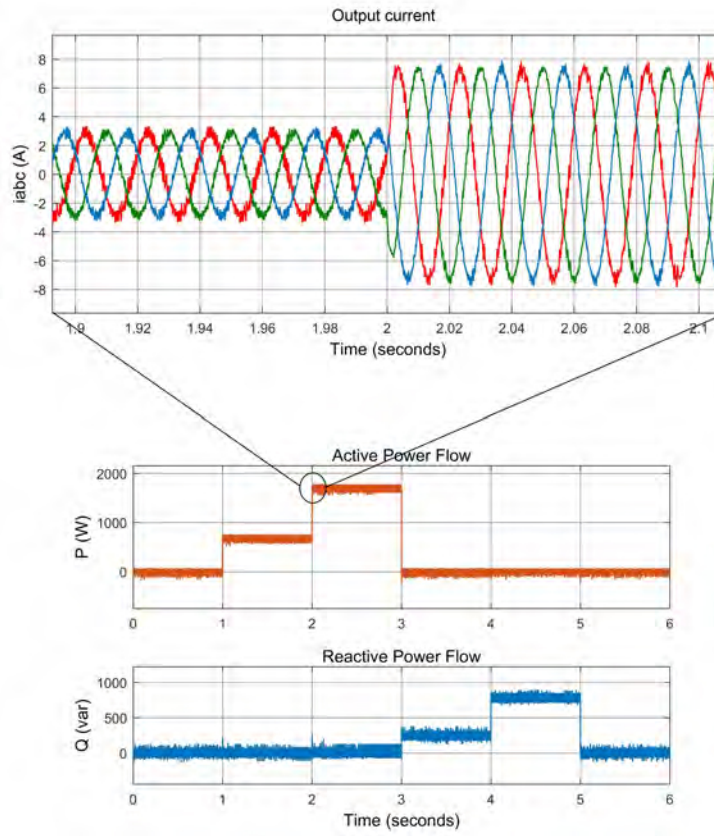 Output current
8
6
4
2
0
-2
-4
-6
-8
iabc (A)
1.9 1.92 1.94 1.96 1.98 2 2.02 2.04 2.06 2.08 2.1
Time (seconds)
Active Power Flow
2000
1000
0
P (W)
0 1 2 3 4 5 6
Reactive Power Flow
1000
500
0
Q (var)
0 1 2 3 4 5 6
Time (seconds)